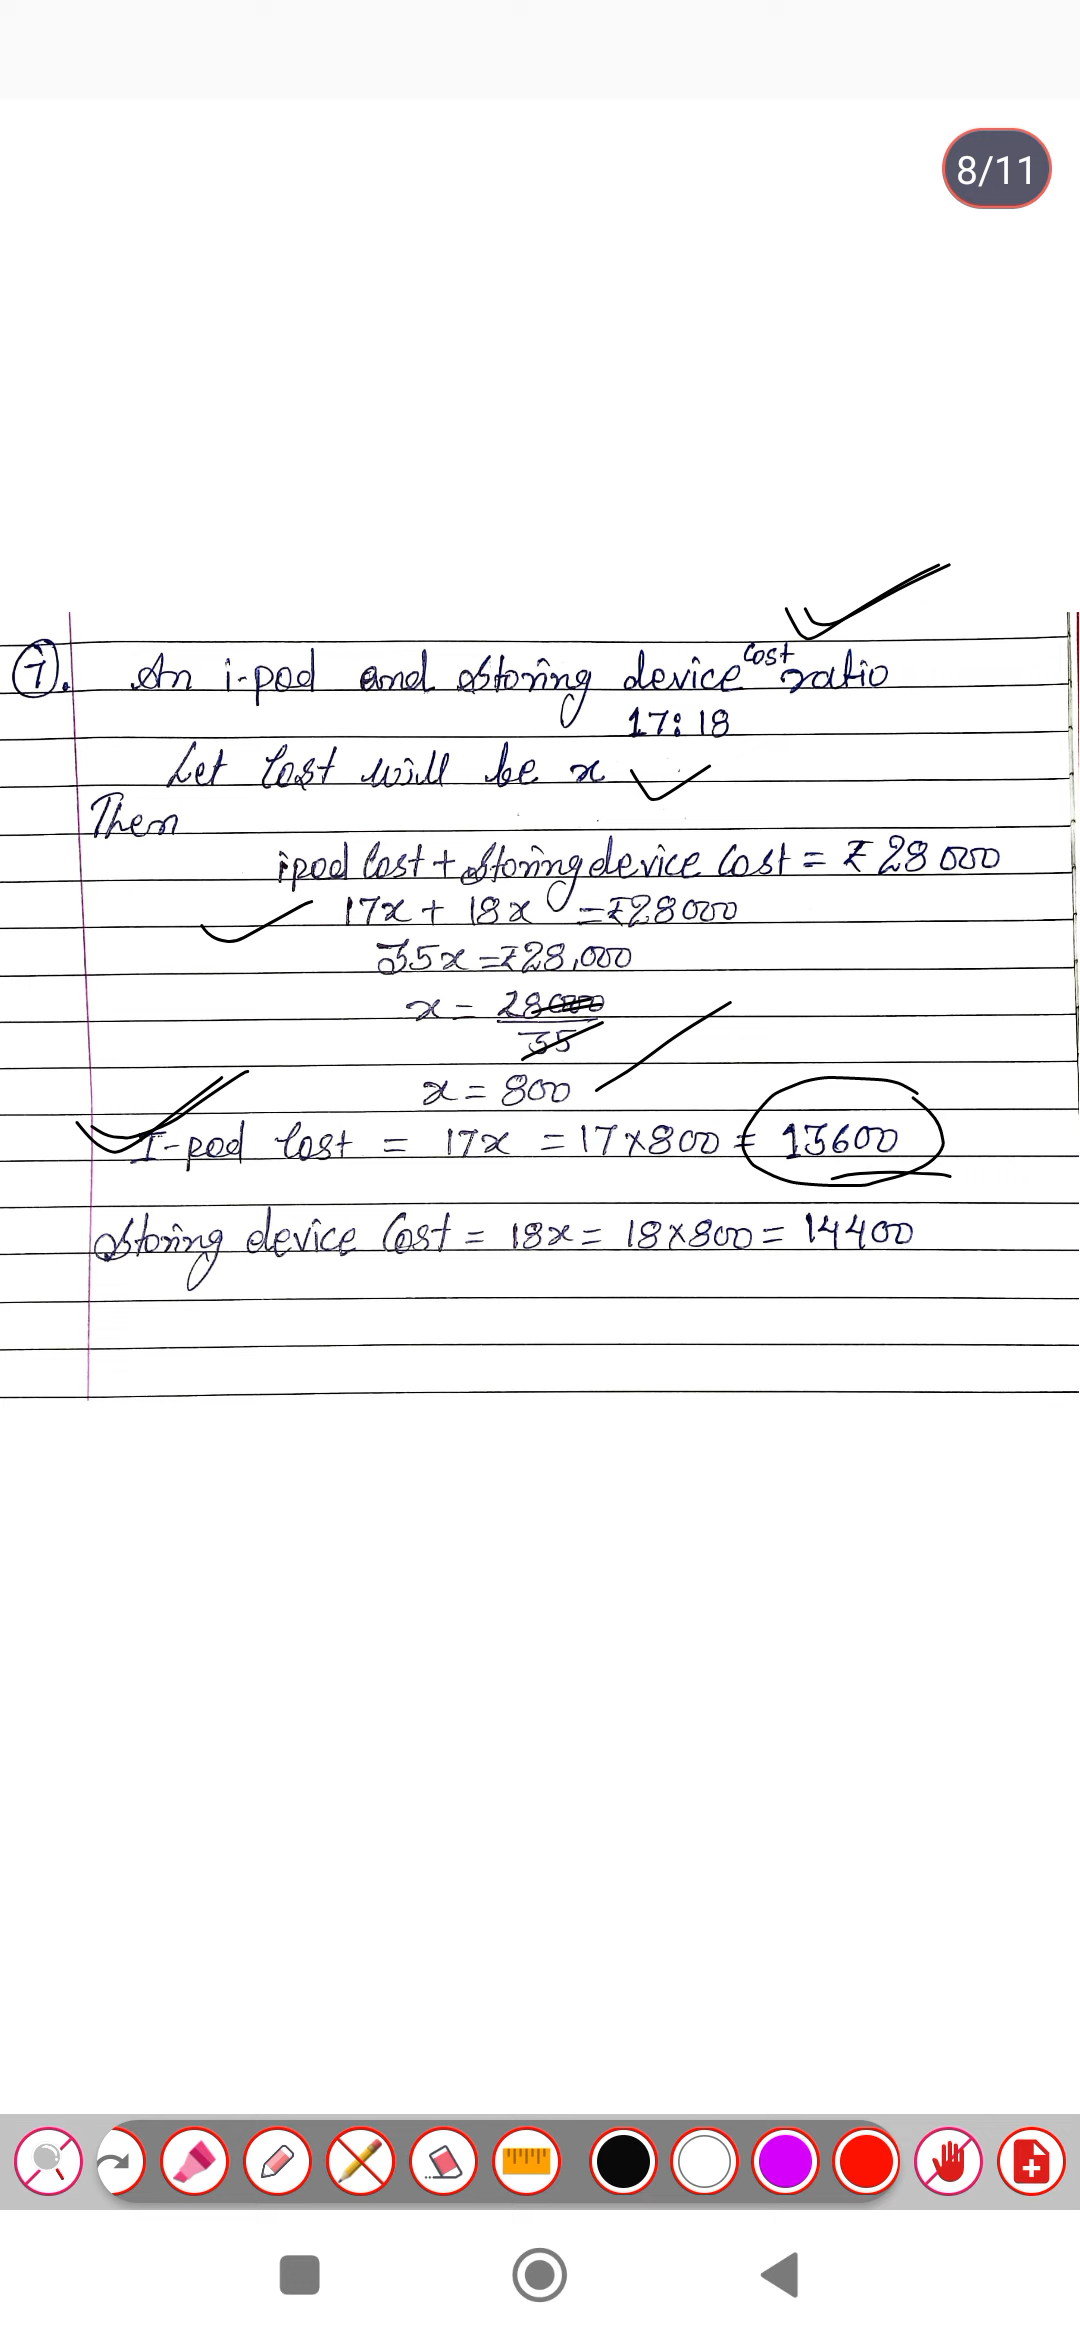 8/11
7. An i-pod and storing device cost ratio
17:18
Let Cost will be x
Then
ipod Cost + storing device Cost = ₹ 28000
17x + 18x = ₹28000
35x = ₹28,000
x = 28000
35
x = 800
I-pod Cost = 17x = 17×800 = 13600
Storing device Cost = 18x = 18×800 = 14400